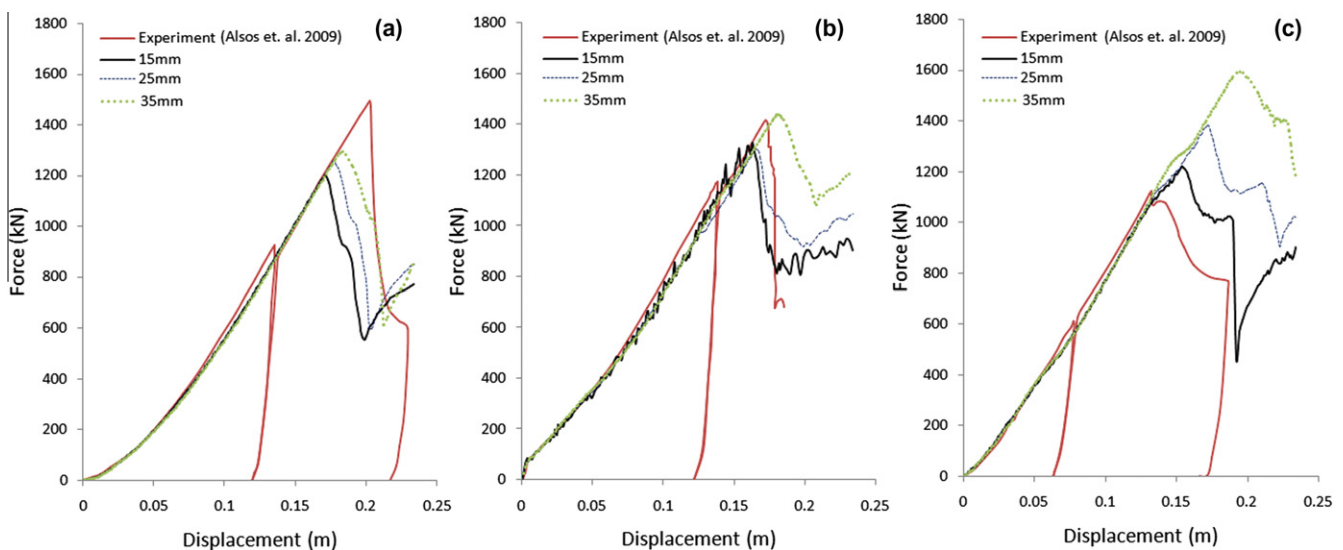 (a)
Experiment (Alsos et. al. 2009)
15mm
25mm
35mm
1800
1600
1400
1200
1000
800
600
400
200
0
Force (kN)
0
0.05
0.1
0.15
0.2
0.25
Displacement (m)
(b)
Experiment (Alsos et. al. 2009)
15mm
25mm
35mm
1800
1600
1400
1200
1000
800
600
400
200
0
Force (kN)
0
0.05
0.1
0.15
0.2
0.25
Displacement (m)
(c)
Experiment (Alsos et. al. 2009)
15mm
25mm
35mm
1800
1600
1400
1200
1000
800
600
400
200
0
Force (kN)
0
0.05
0.1
0.15
0.2
0.25
Displacement (m)